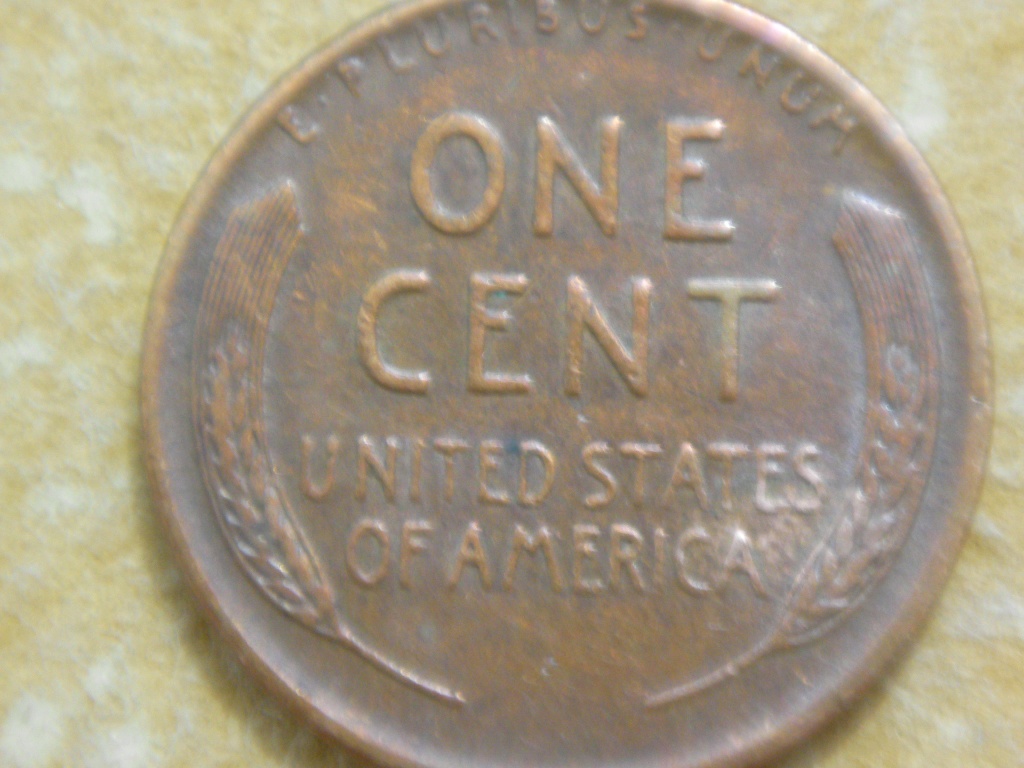 E · PLURIBUS · UNUM
ONE
CENT
UNITED STATES
OF AMERICA